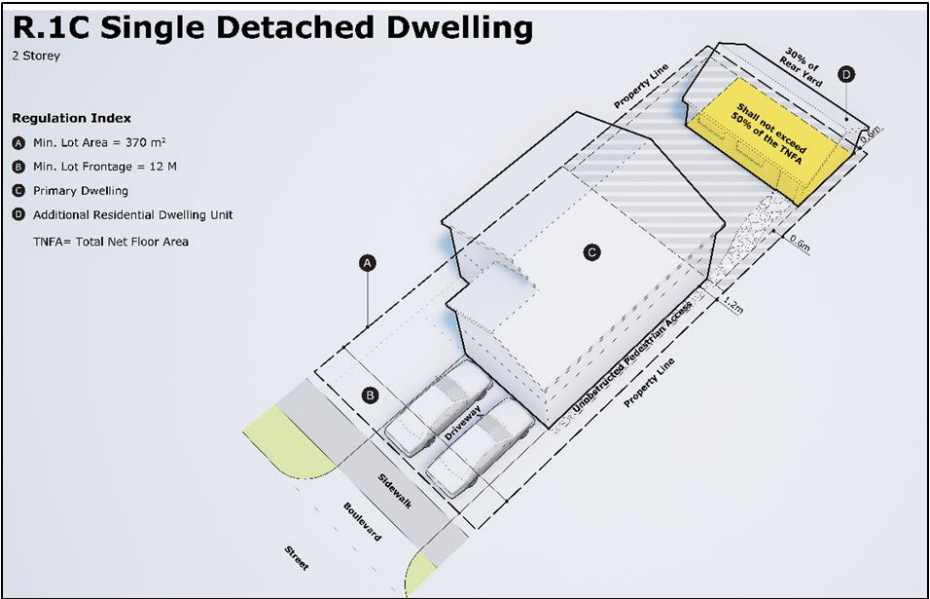 R.1C Single Detached Dwelling
2 Storey
Regulation Index
A Min. Lot Area = 370 m²
B Min. Lot Frontage = 12 M
C Primary Dwelling
D Additional Residential Dwelling Unit
TNFA= Total Net Floor Area
Property Line
30% of
Rear Yard
D
Shall not exceed
50% of the TNFA
0.6m
0.6m
C
A
1.2m
Unobstructed Pedestrian Access
Property Line
B
Driveway
Sidewalk
Boulevard
Street